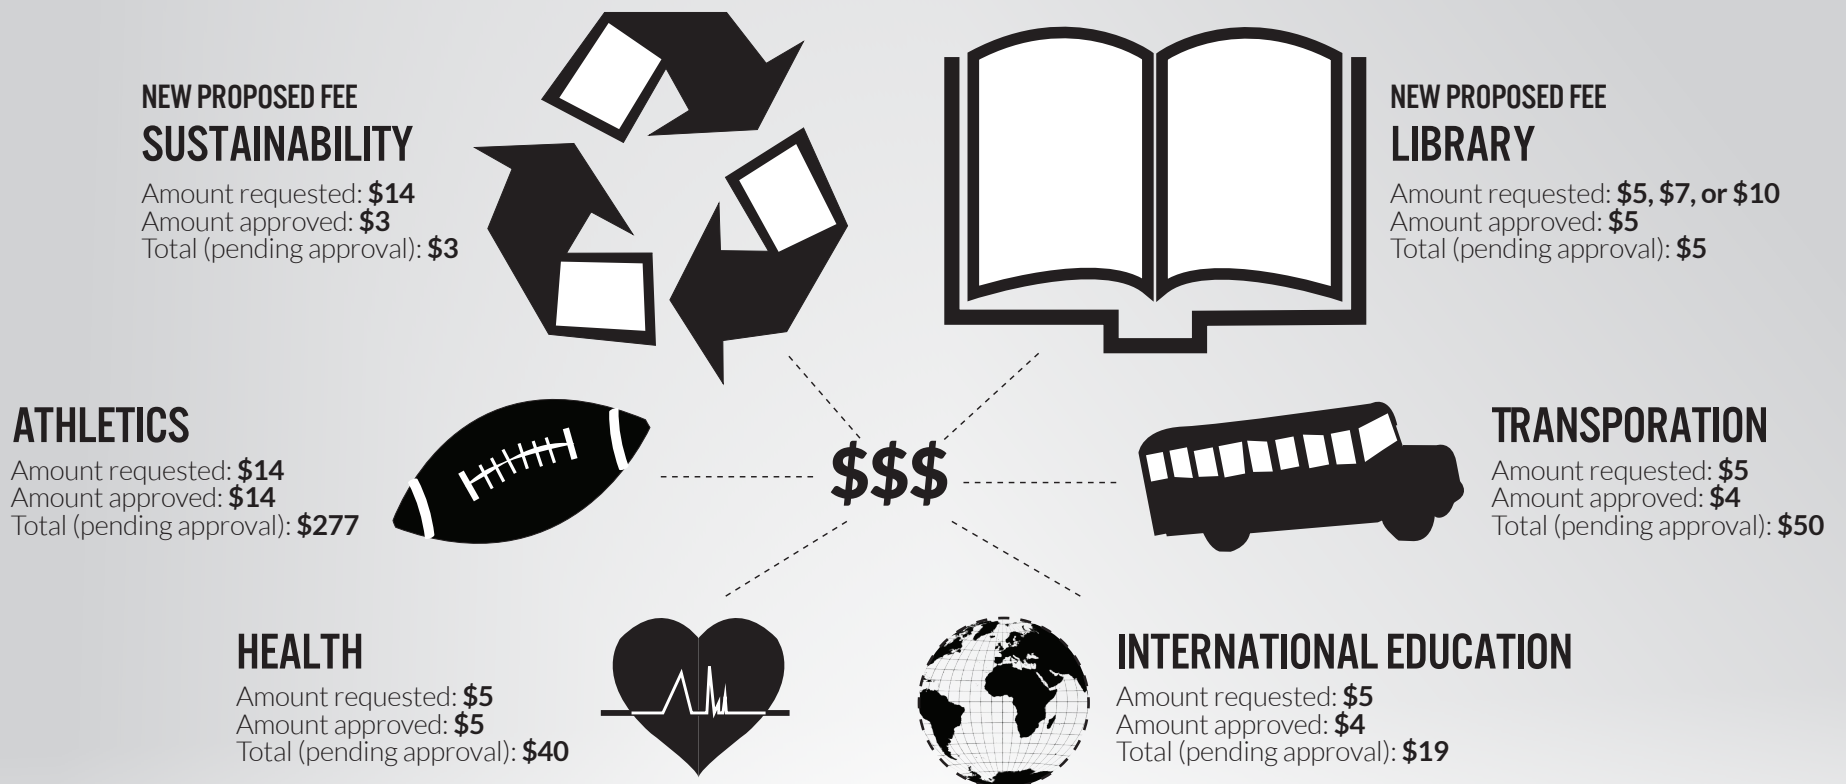 NEW PROPOSED FEE
SUSTAINABILITY
Amount requested: $14
Amount approved: $3
Total (pending approval): $3
NEW PROPOSED FEE
LIBRARY
Amount requested: $5, $7, or $10
Amount approved: $5
Total (pending approval): $5
ATHLETICS
Amount requested: $14
Amount approved: $14
Total (pending approval): $277
$$$
TRANSPORATION
Amount requested: $5
Amount approved: $4
Total (pending approval): $50
HEALTH
Amount requested: $5
Amount approved: $5
Total (pending approval): $40
INTERNATIONAL EDUCATION
Amount requested: $5
Amount approved: $4
Total (pending approval): $19